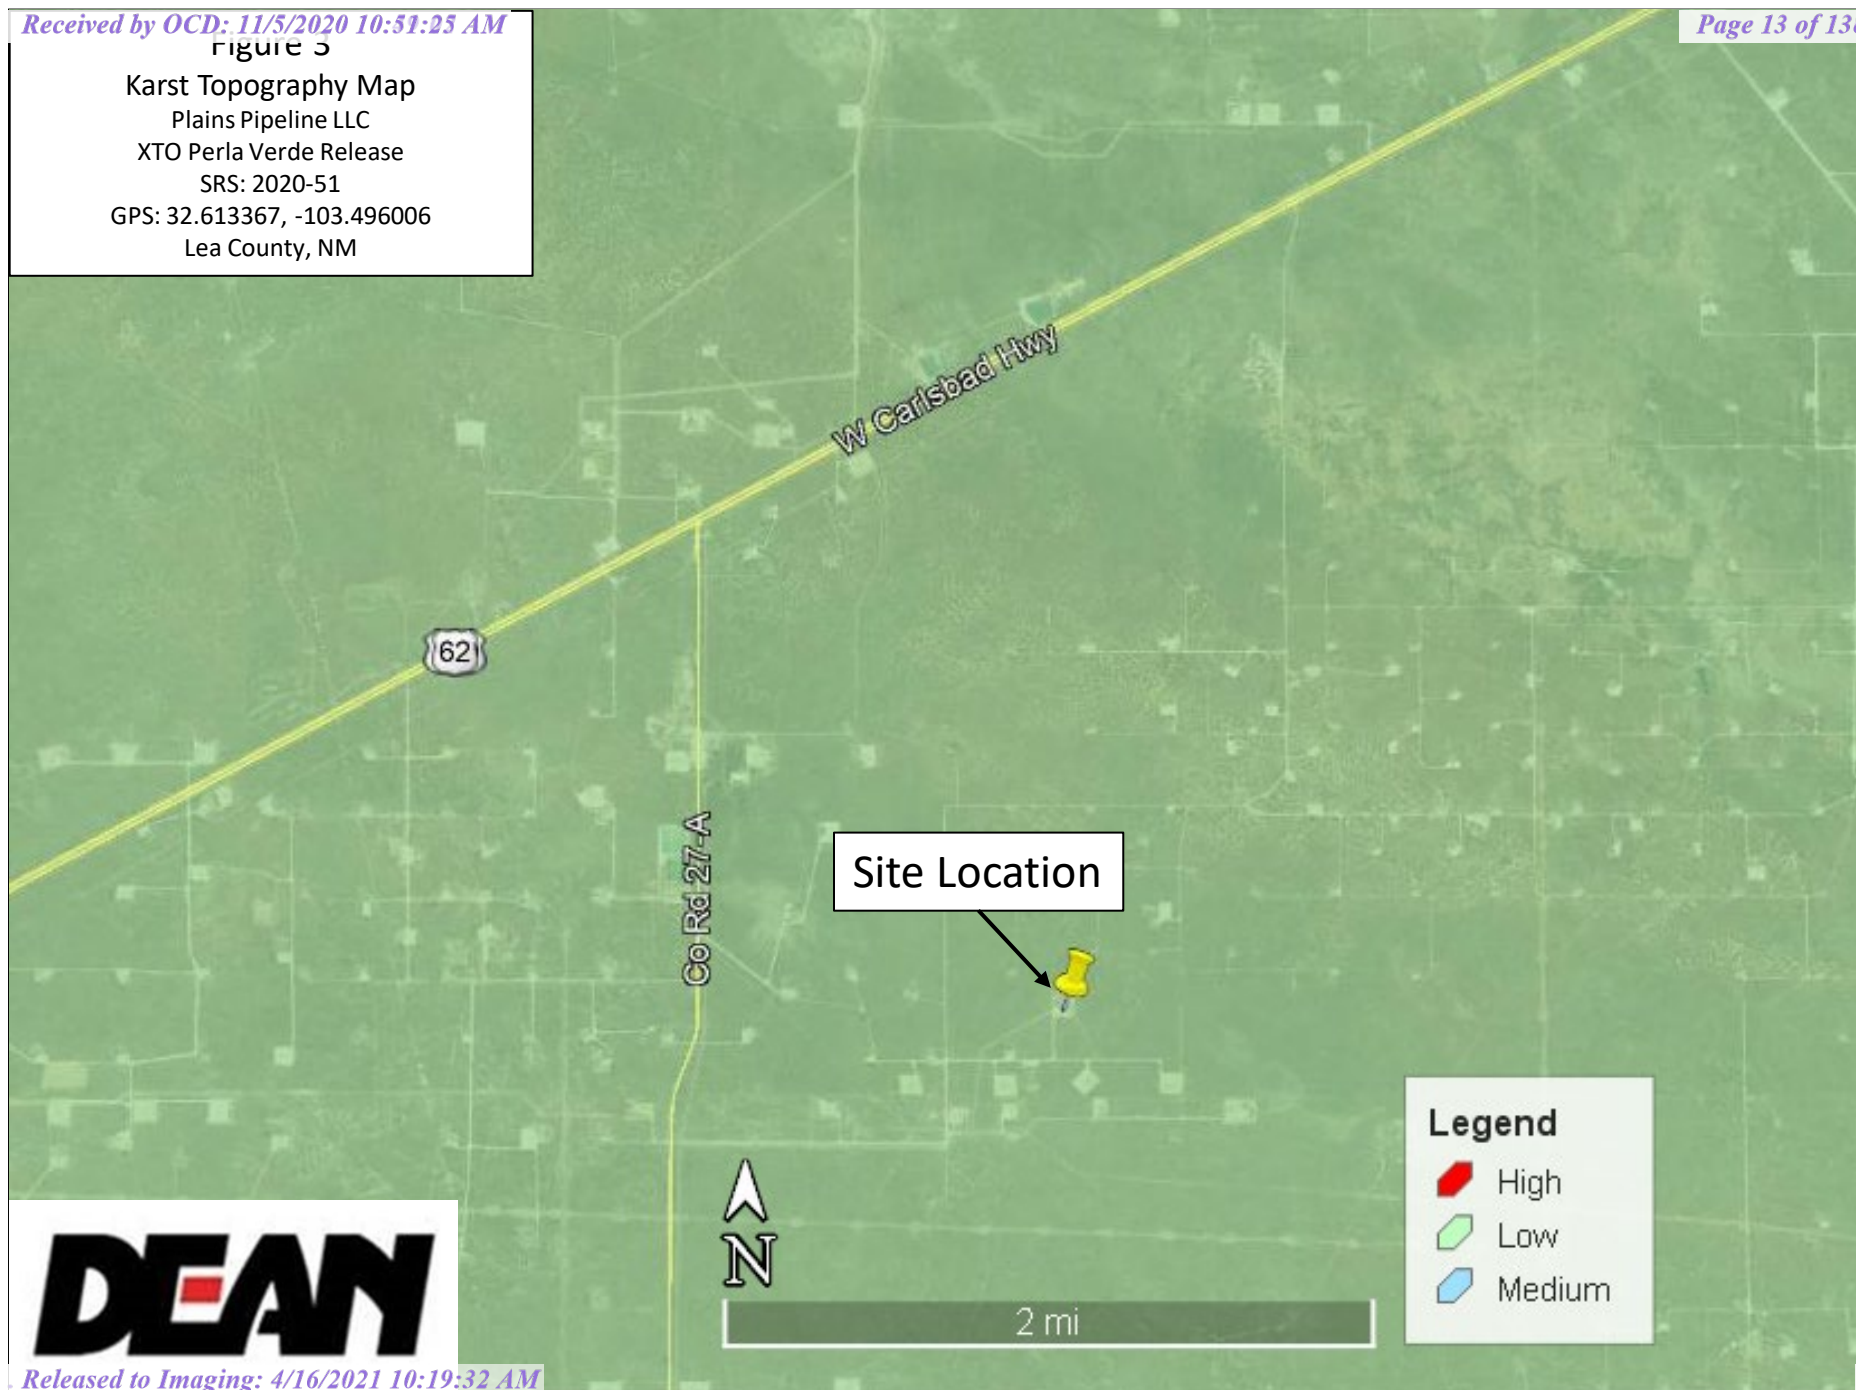 Received by OCD: 11/5/2020 10:51:25 AM
Page 13 of 13
Figure 3
Karst Topography Map
Plains Pipeline LLC
XTO Perla Verde Release
SRS: 2020-51
GPS: 32.613367, -103.496006
Lea County, NM
W Carlsbad Hwy
62
Co Rd 27-A
Site Location
Legend
High
Low
Medium
N
2 mi
DEAN
Released to Imaging: 4/16/2021 10:19:32 AM